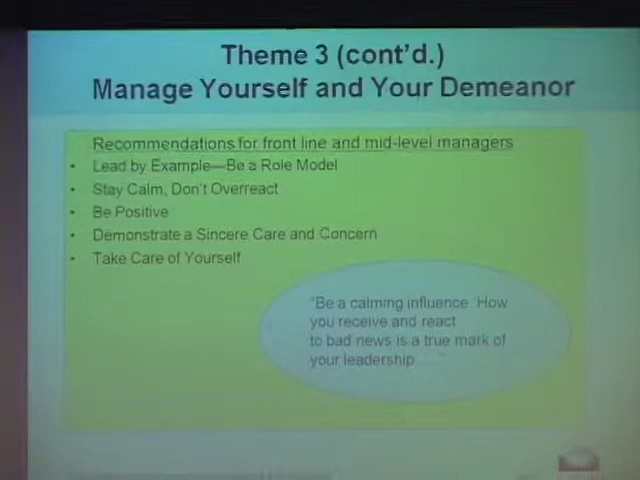 Theme 3 (cont'd.)
Manage Yourself and Your Demeanor
Recommendations for front line and mid-level managers
• Lead by Example—Be a Role Model
• Stay Calm, Don't Overreact
• Be Positive
• Demonstrate a Sincere Care and Concern
• Take Care of Yourself
"Be a calming influence. How
you receive and react
to bad news is a true mark of
your leadership